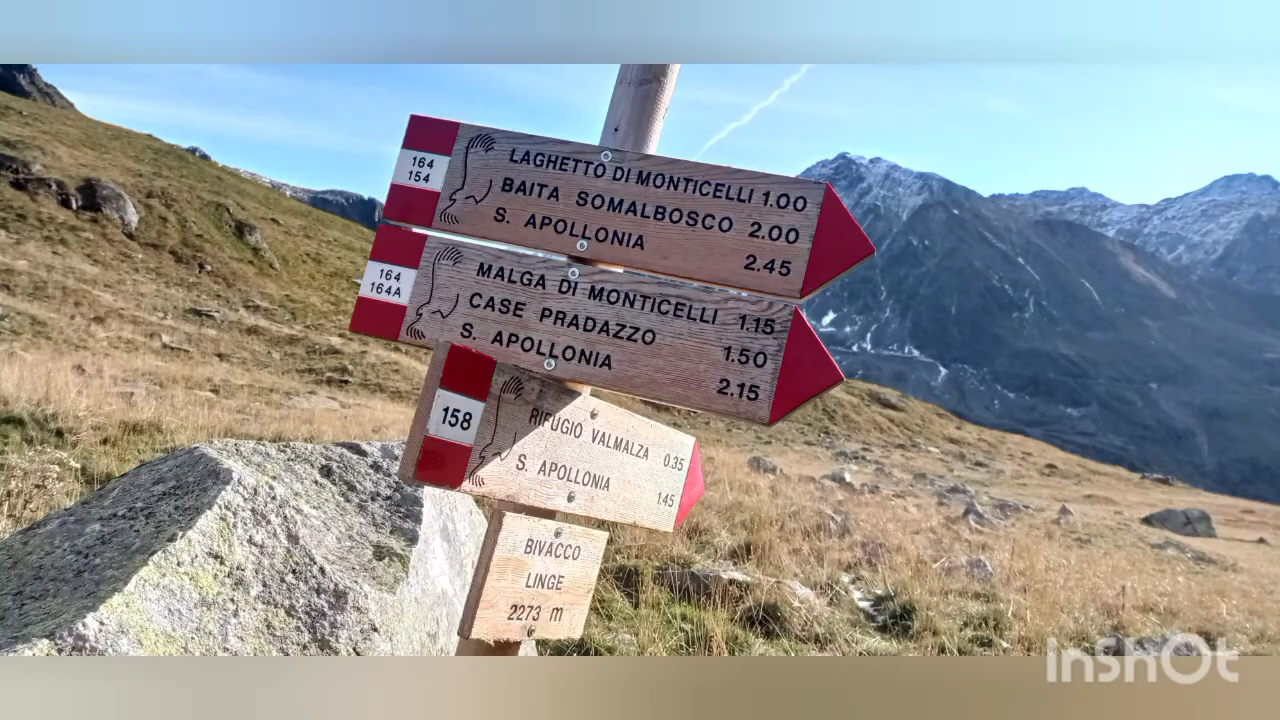 164
154
LAGHETTO DI MONTICELLI 1.00
BAITA SOMALBOSCO 2.00
S. APOLLONIA 2.45
164
164A
MALGA DI MONTICELLI 1.15
CASE PRADAZZO 1.50
S. APOLLONIA 2.15
158
RIFUGIO VALMALZA 0.35
S. APOLLONIA 1.45
BIVACCO
LINGE
2273 m
InShOt